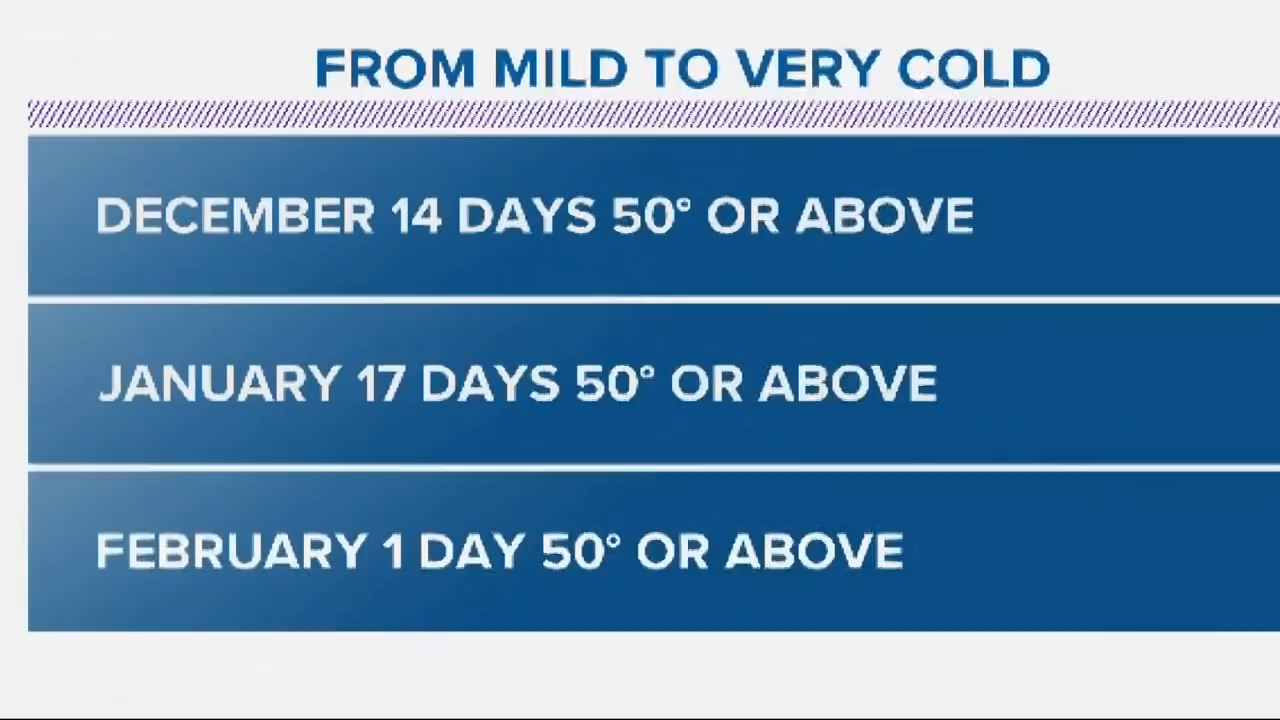 FROM MILD TO VERY COLD
DECEMBER 14 DAYS 50° OR ABOVE
JANUARY 17 DAYS 50° OR ABOVE
FEBRUARY 1 DAY 50° OR ABOVE